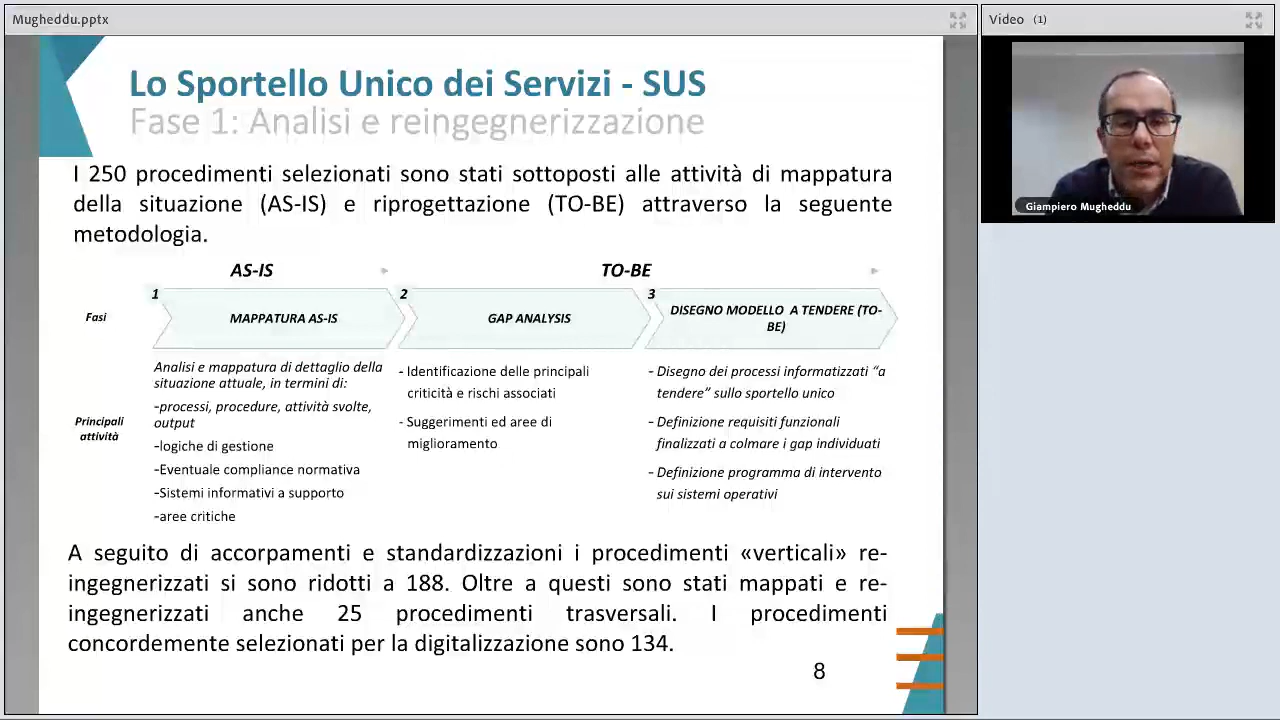 Mugheddu.pptx
Video (1)
Lo Sportello Unico dei Servizi - SUS
Fase 1: Analisi e reingegnerizzazione
I 250 procedimenti selezionati sono stati sottoposti alle attività di mappatura
della situazione (AS-IS) e riprogettazione (TO-BE) attraverso la seguente
metodologia.
AS-IS
TO-BE
Fasi
1
MAPPATURA AS-IS
2
GAP ANALYSIS
3
DISEGNO MODELLO A TENDERE (TO-
BE)
Principali
attività
Analisi e mappatura di dettaglio della
situazione attuale, in termini di:
-processi, procedure, attività svolte,
output
-logiche di gestione
-Eventuale compliance normativa
-Sistemi informativi a supporto
-aree critiche
- Identificazione delle principali
criticità e rischi associati
- Suggerimenti ed aree di
miglioramento
- Disegno dei processi informatizzati “a
tendere” sullo sportello unico
- Definizione requisiti funzionali
finalizzati a colmare i gap individuati
- Definizione programma di intervento
sui sistemi operativi
A seguito di accorpamenti e standardizzazioni i procedimenti «verticali» re-
ingegnerizzati si sono ridotti a 188. Oltre a questi sono stati mappati e re-
ingegnerizzati anche 25 procedimenti trasversali. I procedimenti
concordemente selezionati per la digitalizzazione sono 134.
8
Giampiero Mugheddu